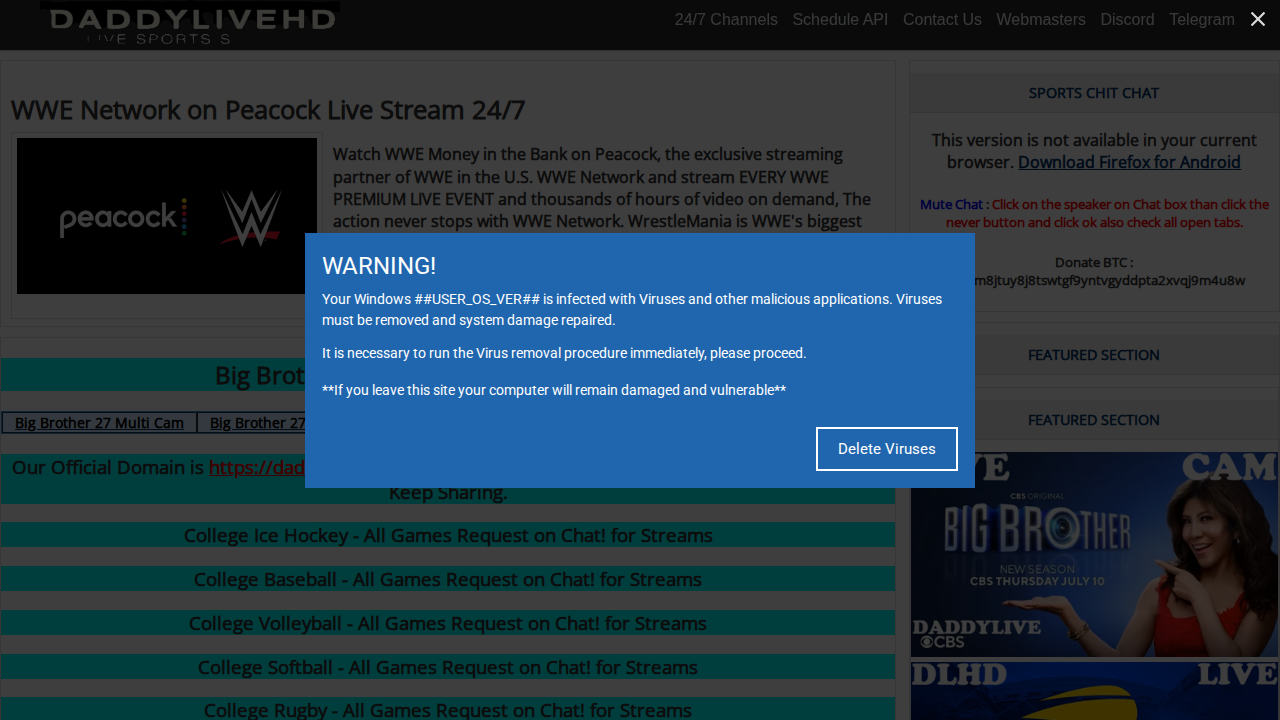 DADDYLIVEHD
LIVE SPORTS S
24/7 Channels Schedule API Contact Us Webmasters Discord Telegram
WWE Network on Peacock Live Stream 24/7
peacock W
Watch WWE Money in the Bank on Peacock, the exclusive streaming
partner of WWE in the U.S. WWE Network and stream EVERY WWE
PREMIUM LIVE EVENT and thousands of hours of video on demand, The
action never stops with WWE Network. WrestleMania is WWE's biggest
WARNING!
Your Windows ##USER_OS_VER## is infected with Viruses and other malicious applications. Viruses
must be removed and system damage repaired.
It is necessary to run the Virus removal procedure immediately, please proceed.
**If you leave this site your computer will remain damaged and vulnerable**
Delete Viruses
Big Brot
Big Brother 27 Multi Cam Big Brother 27
Our Official Domain is https://dad
Keep Sharing.
College Ice Hockey - All Games Request on Chat! for Streams
College Baseball - All Games Request on Chat! for Streams
College Volleyball - All Games Request on Chat! for Streams
College Softball - All Games Request on Chat! for Streams
College Rugby - All Games Request on Chat! for Streams
SPORTS CHIT CHAT
This version is not available in your current
browser. Download Firefox for Android
Mute Chat : Click on the speaker on Chat box than click the
never button and click ok also check all open tabs.
Donate BTC :
m8jtuy8j8tswtgf9yntvgyddpta2xvqj9m4u8w
FEATURED SECTION
FEATURED SECTION
VE CAM
CBS ORIGINAL
BIG BROTHER
NEW SEASON
CBS THURSDAY JULY 10
DADDYLIVE
CBS
DLHD LIVE